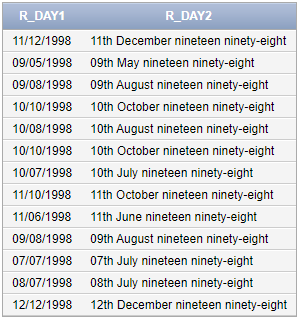 R_DAY1 R_DAY2
11/12/1998 11th December nineteen ninety-eight
09/05/1998 09th May nineteen ninety-eight
09/08/1998 09th August nineteen ninety-eight
10/10/1998 10th October nineteen ninety-eight
10/08/1998 10th August nineteen ninety-eight
10/10/1998 10th October nineteen ninety-eight
10/07/1998 10th July nineteen ninety-eight
11/10/1998 11th October nineteen ninety-eight
11/06/1998 11th June nineteen ninety-eight
09/08/1998 09th August nineteen ninety-eight
07/07/1998 07th July nineteen ninety-eight
08/07/1998 08th July nineteen ninety-eight
12/12/1998 12th December nineteen ninety-eight